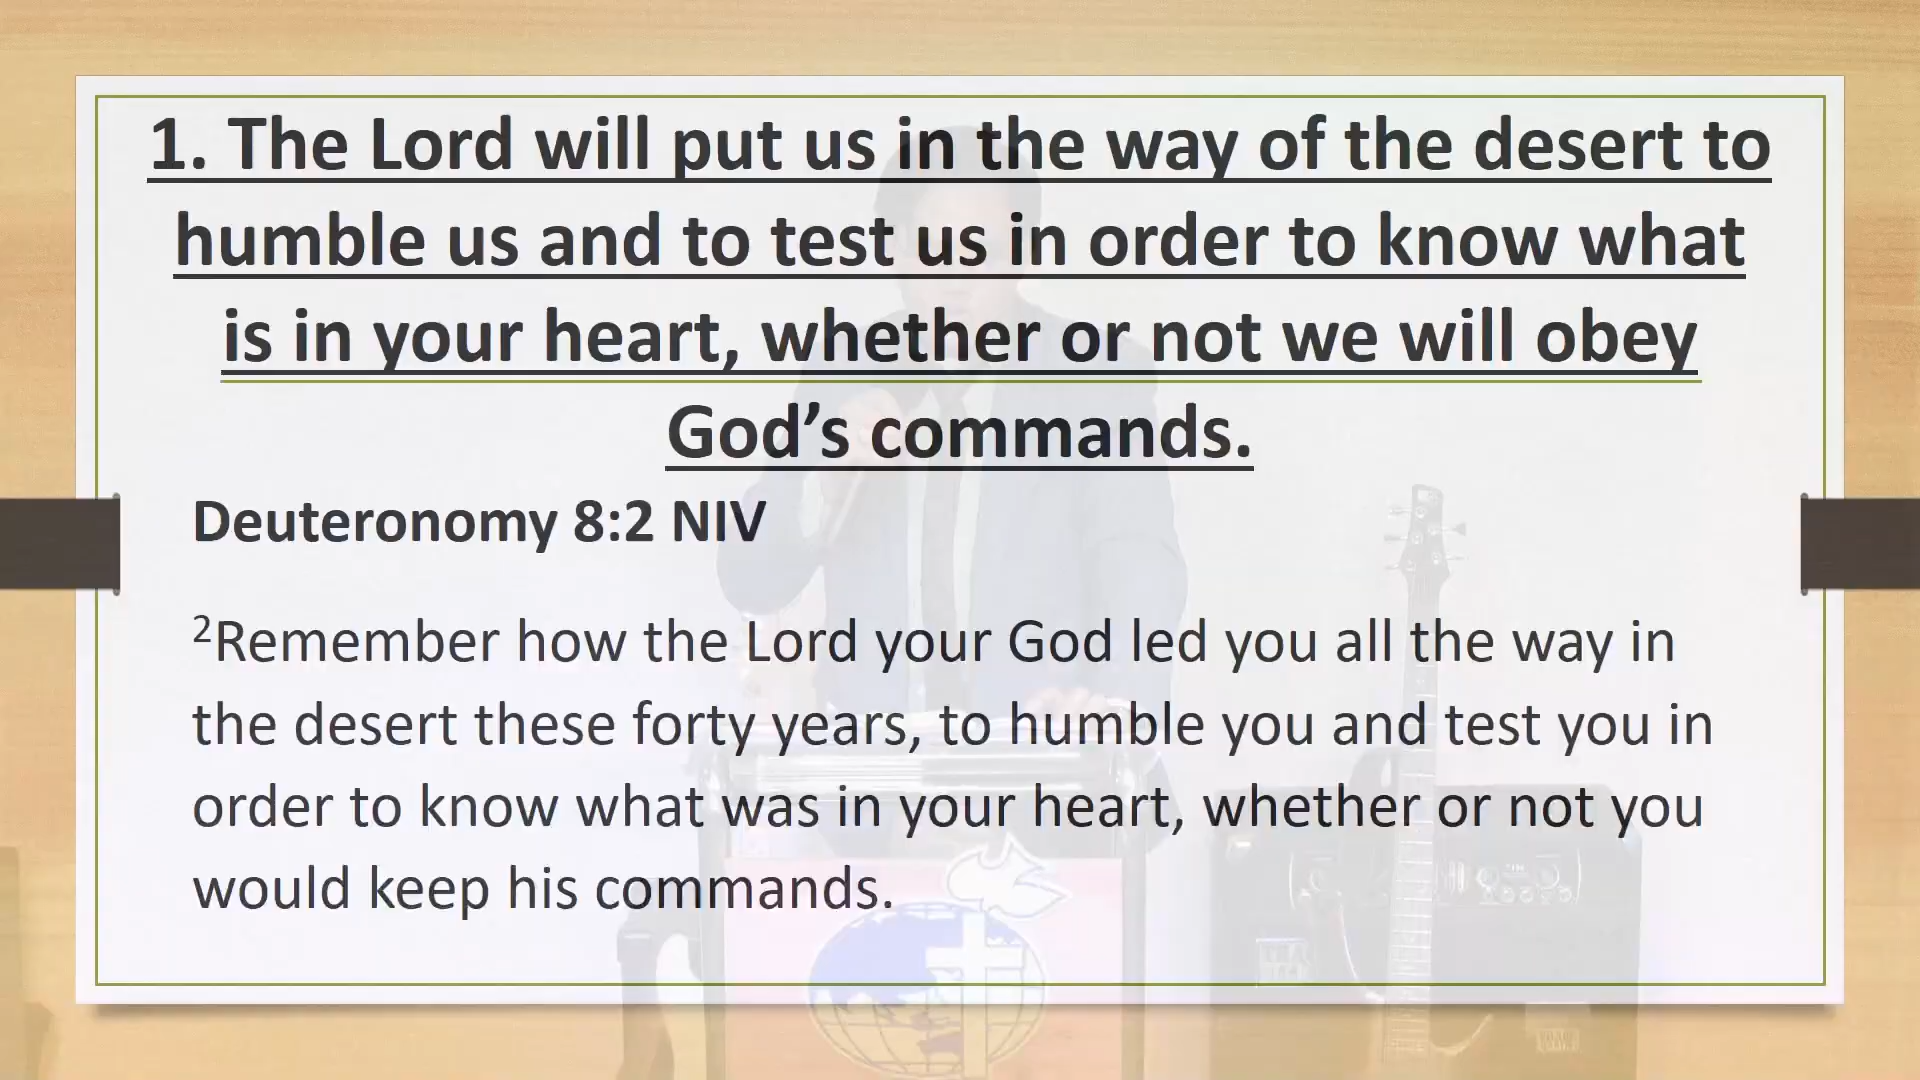 1. The Lord will put us in the way of the desert to
humble us and to test us in order to know what
is in your heart, whether or not we will obey
God’s commands.
Deuteronomy 8:2 NIV
²Remember how the Lord your God led you all the way in
the desert these forty years, to humble you and test you in
order to know what was in your heart, whether or not you
would keep his commands.